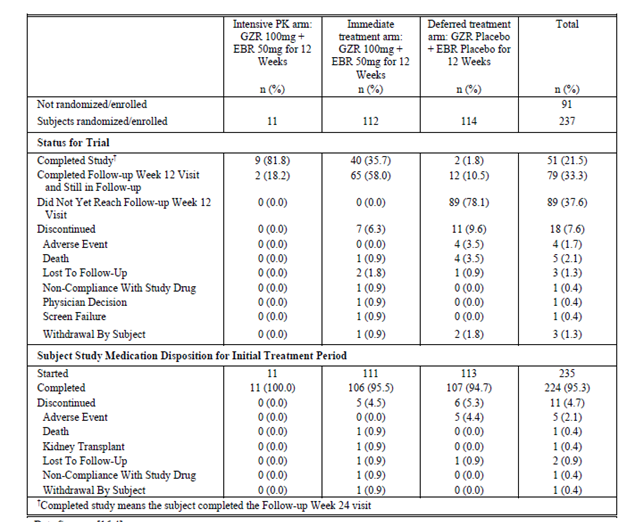 Intensive PK arm: GZR 100mg + EBR 50mg for 12 Weeks n (%) Immediate treatment arm: GZR 100mg + EBR 50mg for 12 Weeks n (%) Deferred treatment arm: GZR Placebo + EBR Placebo for 12 Weeks n (%) Total n (%)
Not randomized/enrolled 91
Subjects randomized/enrolled 11 112 114 237
Status for Trial
Completed Study† 9 (81.8) 40 (35.7) 2 (1.8) 51 (21.5)
Completed Follow-up Week 12 Visit 2 (18.2) 65 (58.0) 12 (10.5) 79 (33.3)
and Still in Follow-up
Did Not Yet Reach Follow-up Week 12 0 (0.0) 0 (0.0) 89 (78.1) 89 (37.6)
Visit
Discontinued 0 (0.0) 7 (6.3) 11 (9.6) 18 (7.6)
Adverse Event 0 (0.0) 0 (0.0) 4 (3.5) 4 (1.7)
Death 0 (0.0) 1 (0.9) 4 (3.5) 5 (2.1)
Lost To Follow-Up 0 (0.0) 2 (1.8) 1 (0.9) 3 (1.3)
Non-Compliance With Study Drug 0 (0.0) 1 (0.9) 0 (0.0) 1 (0.4)
Physician Decision 0 (0.0) 1 (0.9) 0 (0.0) 1 (0.4)
Screen Failure 0 (0.0) 1 (0.9) 0 (0.0) 1 (0.4)
Withdrawal By Subject 0 (0.0) 1 (0.9) 2 (1.8) 3 (1.3)
Subject Study Medication Disposition for Initial Treatment Period
Started 11 111 113 235
Completed 11 (100.0) 106 (95.5) 107 (94.7) 224 (95.3)
Discontinued 0 (0.0) 5 (4.5) 6 (5.3) 11 (4.7)
Adverse Event 0 (0.0) 0 (0.0) 5 (4.4) 5 (2.1)
Death 0 (0.0) 1 (0.9) 0 (0.0) 1 (0.4)
Kidney Transplant 0 (0.0) 1 (0.9) 0 (0.0) 1 (0.4)
Lost To Follow-Up 0 (0.0) 1 (0.9) 1 (0.9) 2 (0.9)
Non-Compliance With Study Drug 0 (0.0) 1 (0.9) 0 (0.0) 1 (0.4)
Withdrawal By Subject 0 (0.0) 1 (0.9) 0 (0.0) 1 (0.4)
†Completed study means the subject completed the Follow-up Week 24 visit